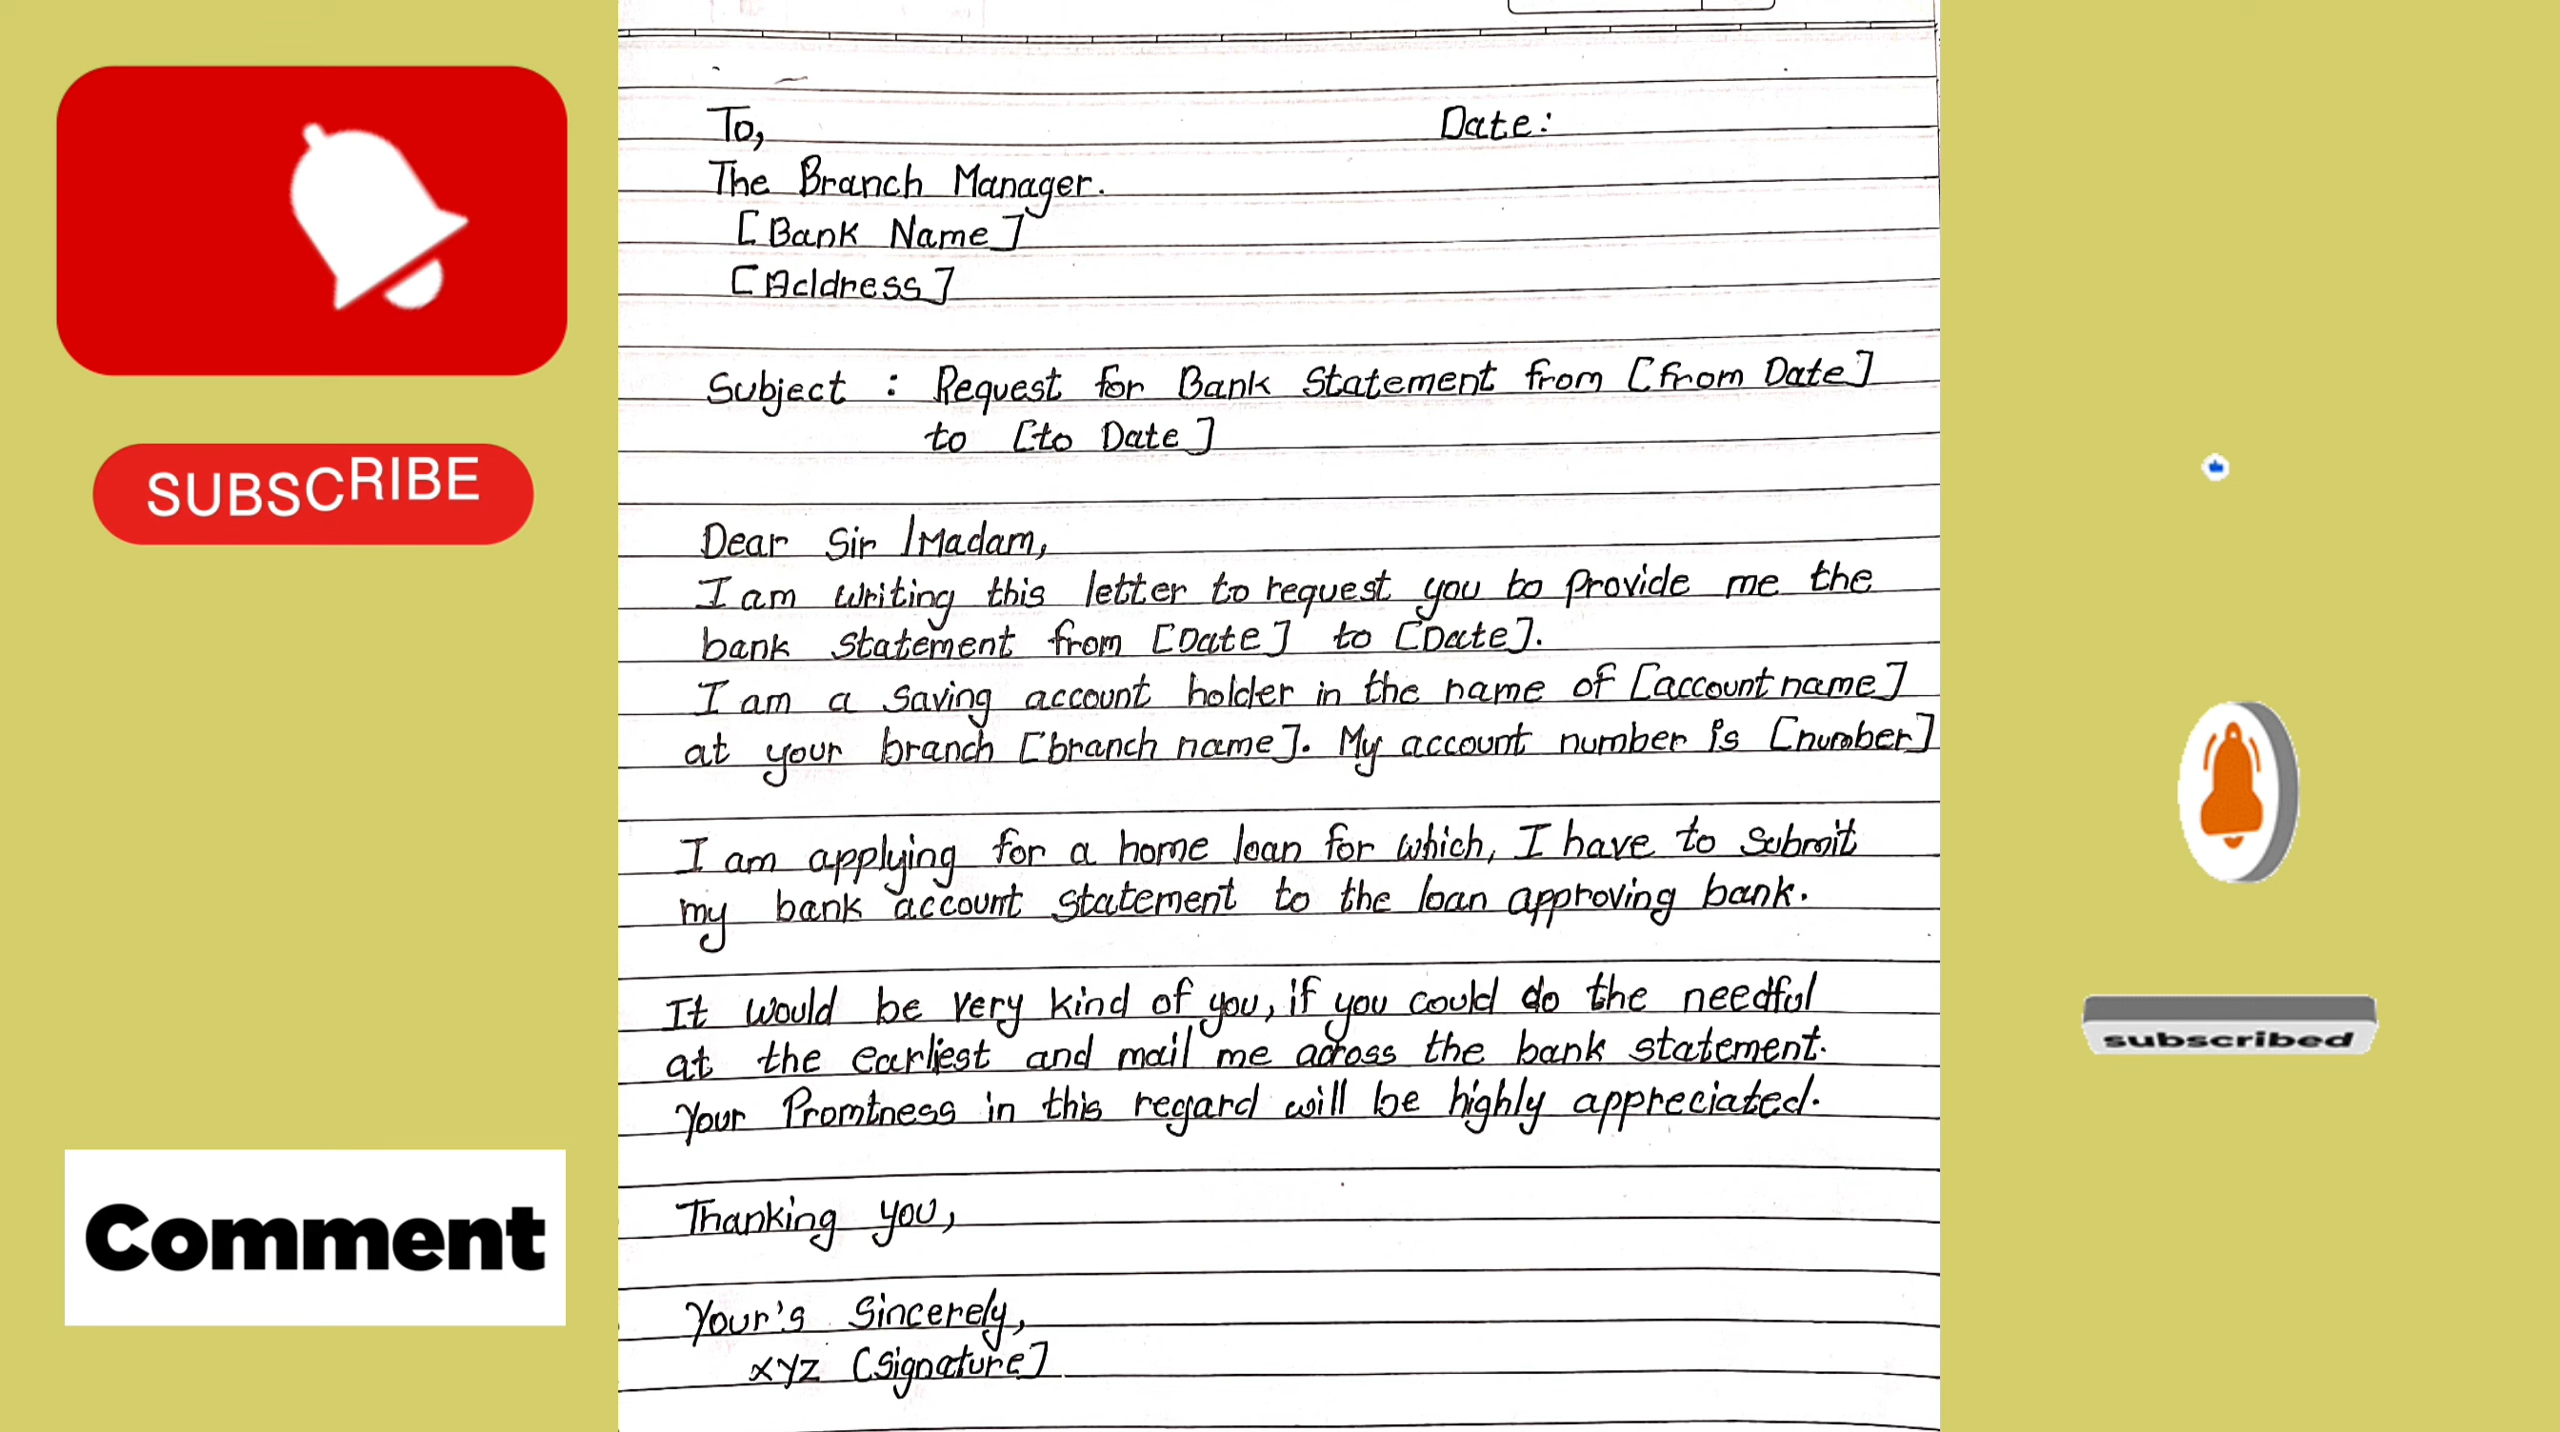 SUBSCRIBE
Comment
To,
Date:
The Branch Manager.
[Bank Name]
[Address]
Subject : Request for Bank Statement from [from Date]
to [to Date]
Dear Sir /Madam,
I am writing this letter to request you to Provide me the
bank statement from [Date] to [Date].
I am a saving account holder in the name of [account name]
at your branch [branch name]. My account number is [number]
I am applying for a home loan for which, I have to submit
my bank account statement to the loan approving bank.
It would be very kind of you, if you could do the needful
at the earliest and mail me across the bank statement.
Your Promtness in this regard will be highly appreciated.
Thanking you,
Your's Sincerely,
XYZ [Signature]
subscribed